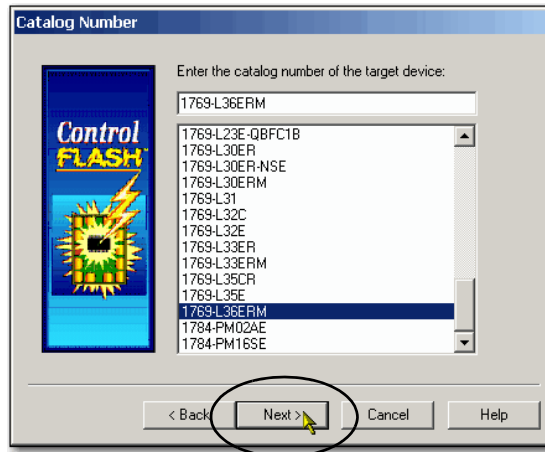 Catalog Number
Control
FLASH
Enter the catalog number of the target device:
1769-L36ERM
1769-L23E-QBFC1B
1769-L30ER
1769-L30ER-NSE
1769-L30ERM
1769-L31
1769-L32C
1769-L32E
1769-L33ER
1769-L33ERM
1769-L35CR
1769-L35E
1769-L36ERM
1784-PM02AE
1784-PM16SE
< Back
Next >
Cancel
Help